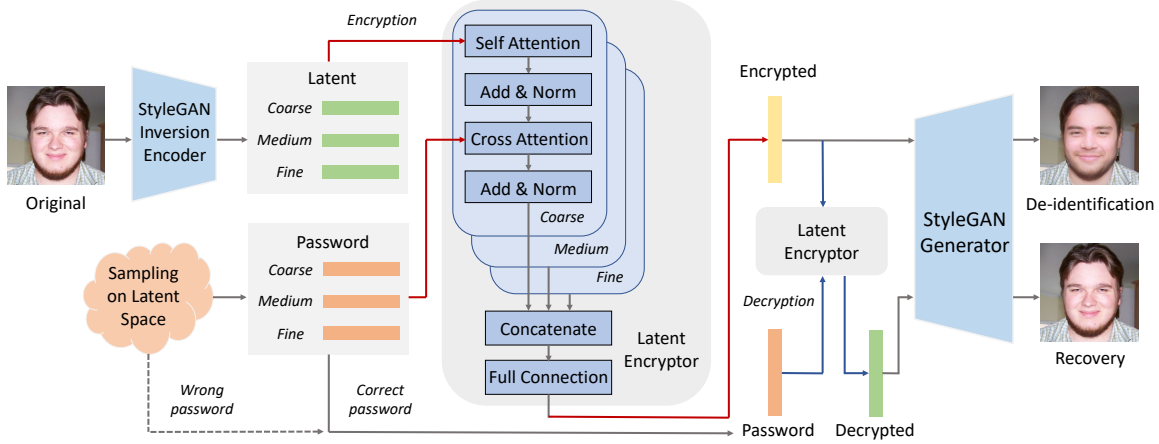 Encryption
Original
StyleGAN
Inversion
Encoder
Latent
Coarse
Medium
Fine
Sampling
on Latent
Space
Password
Coarse
Medium
Fine
Wrong
password
Correct
password
Self Attention
Add & Norm
Cross Attention
Add & Norm
Coarse
Medium
Fine
Concatenate
Full Connection
Latent
Encryptor
Encrypted
Latent
Encryptor
Decryption
Password
Decrypted
StyleGAN
Generator
De-identification
Recovery